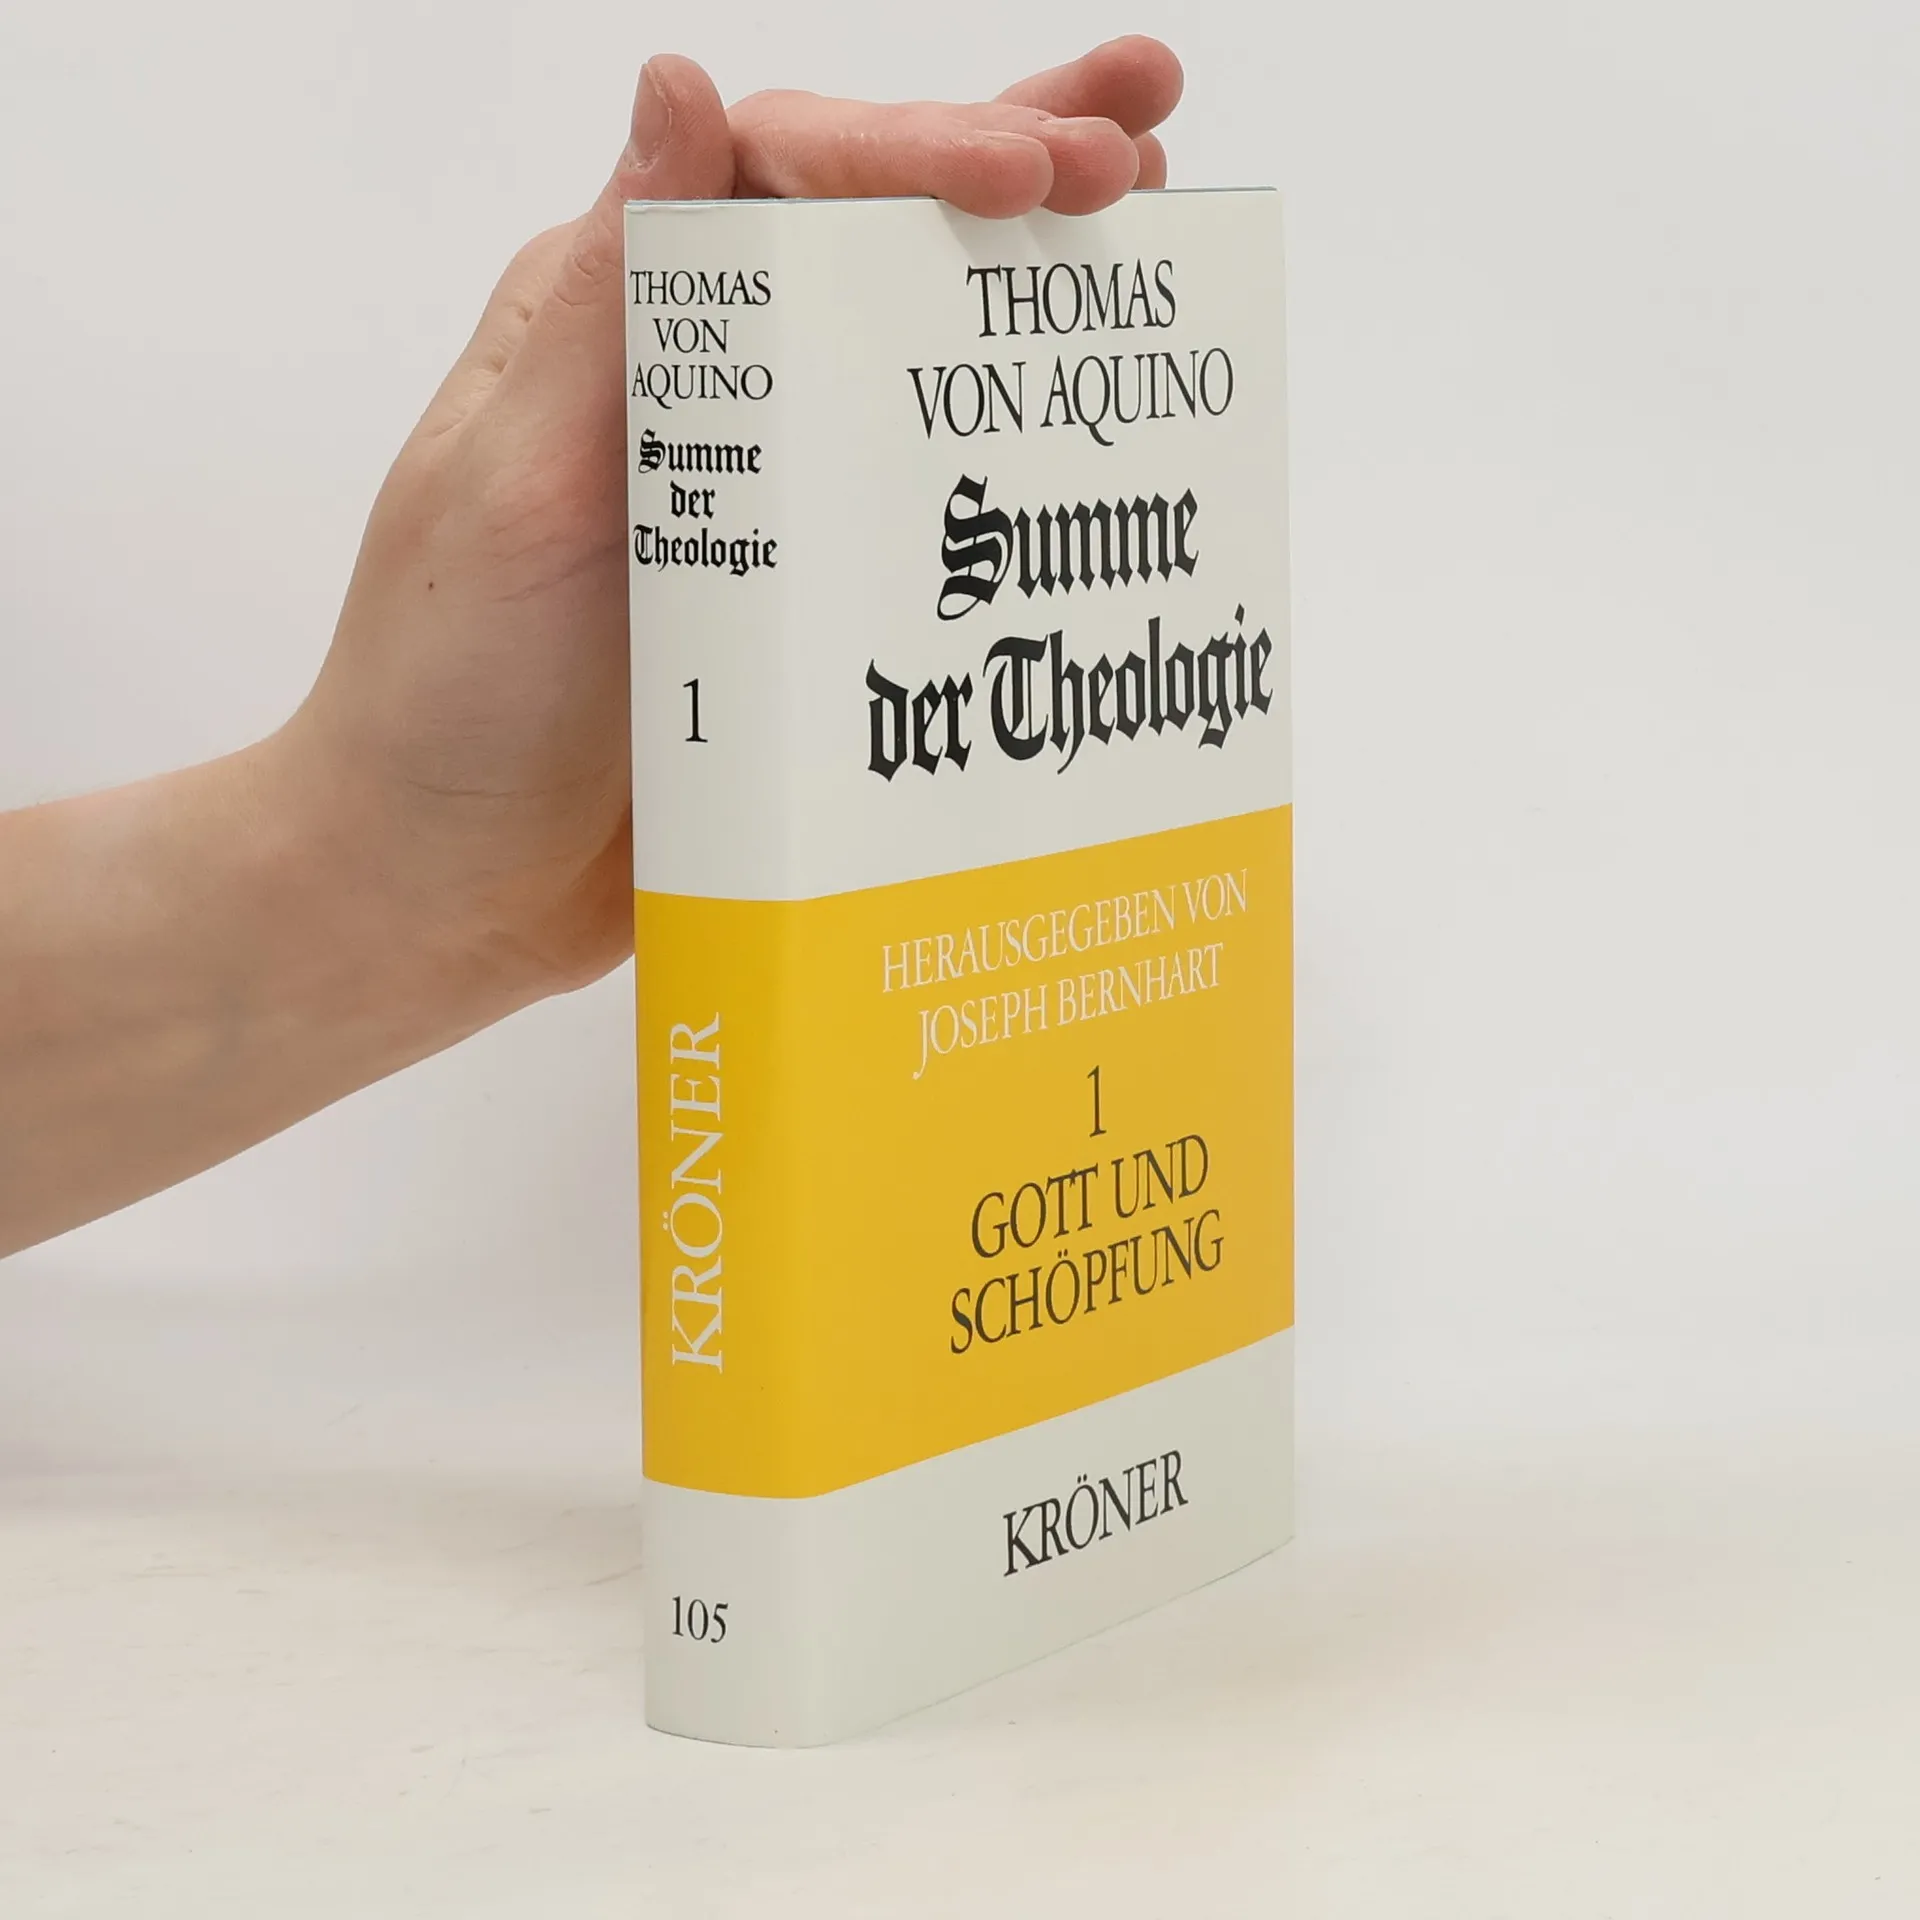 THOMAS
VON
AQUINO
Summe
der
Theologie
1
KRÖNER
105
THOMAS
VON AQUINO
Summe
der Theologie
HERAUSGEGEBEN VON
JOSEPH BERNHART
1
GOTT UND
SCHÖPFUNG
KRÖNER